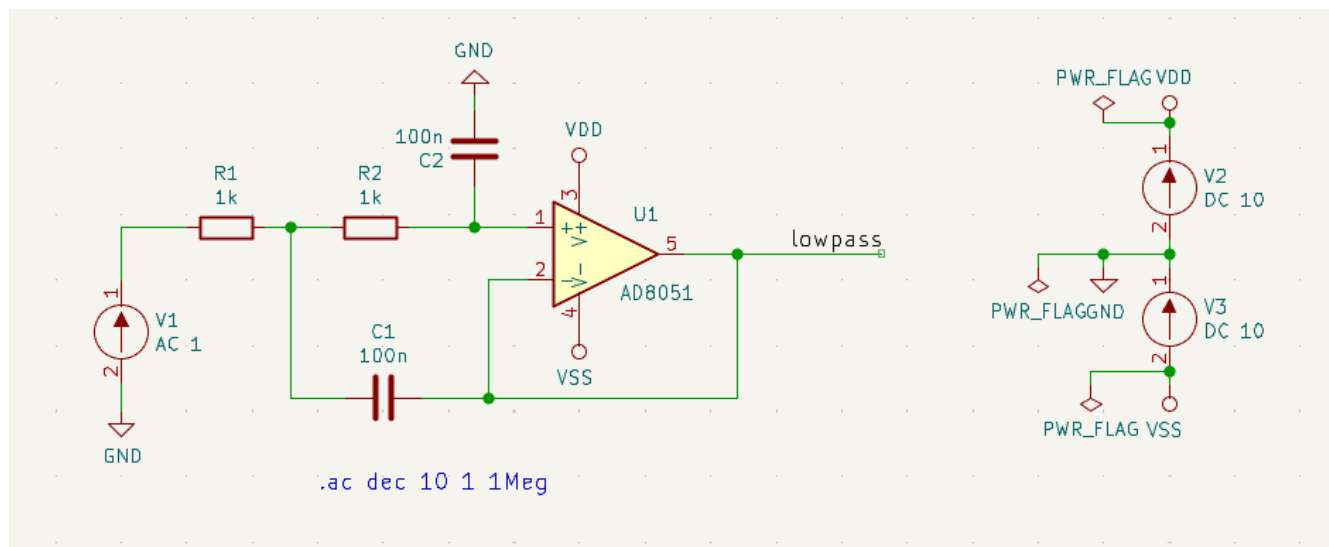 GND
PWR_FLAG VDD
100n
C2
VDD
R1
1k
R2
1k
3
1
V2
DC 10
2
U1
1
+
V+
5
lowpass
2
-
V-
AD8051
4
1
V1
AC 1
2
C1
100n
VSS
PWR_FLAG GND
1
V3
DC 10
2
GND
PWR_FLAG VSS
.ac dec 10 1 1Meg